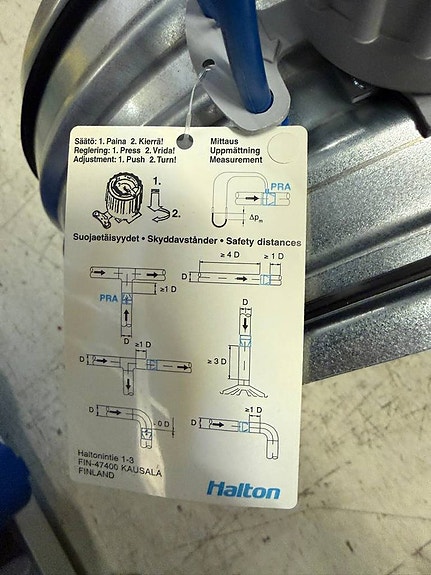 Säätö: 1. Paina 2. Kierrä!
Reglering: 1. Press 2. Vrida!
Adjustment: 1. Push 2. Turn!
Mittaus
Uppmättning
Measurement
1.
2.
PRA
Δpm
Suojaetäisyydet • Skyddavstånder • Safety distances
≥ 4 D
≥ 1 D
D
≥1 D
PRA
D
D
≥1 D
D
≥ 3 D
D
0 D
D
≥1 D
Haltonintie 1-3
FIN-47400 KAUSALA
FINLAND
Halton